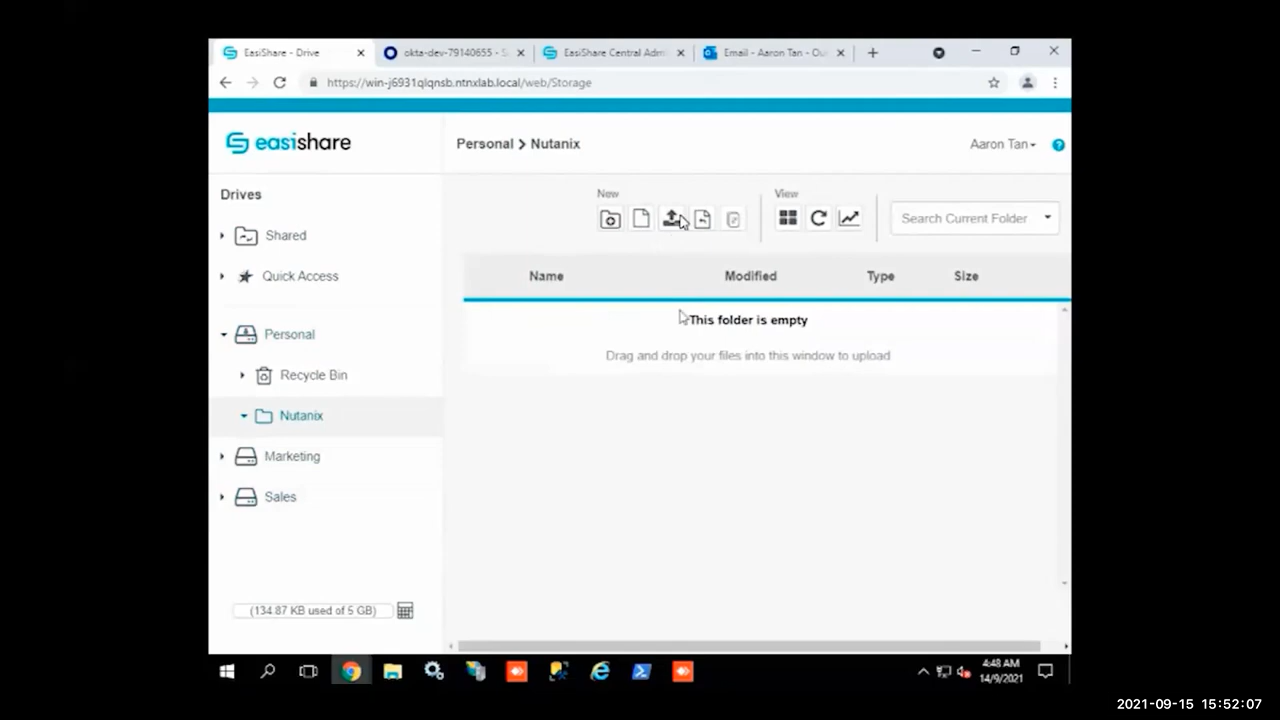 EasiShare - Drive
okta-dev-79140655 - S
EasiShare Central Adm
Email - Aaron Tan - Ou
https://win-j6931qlqnsb.ntnxlab.local/web/Storage
easishare
Personal > Nutanix
Aaron Tan
Drives
New
View
Search Current Folder
Shared
Quick Access
Name Modified Type Size
This folder is empty
Drag and drop your files into this window to upload
Personal
Recycle Bin
Nutanix
Marketing
Sales
(134.87 KB used of 5 GB)
4:48 AM
14/9/2021
2021-09-15 15:52:07